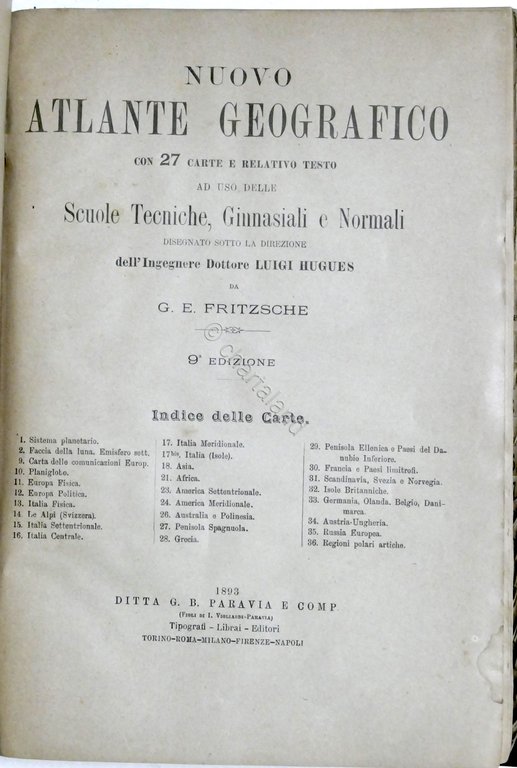 NUOVO
ATLANTE GEOGRAFICO
CON 27 CARTE E RELATIVO TESTO
AD USO DELLE
Scuole Tecniche, Ginnasiali e Normali
DISEGNATO SOTTO LA DIREZIONE
dell'Ingegnere Dottore LUIGI HUGUES
DA
G. E. FRITZSCHE
9ª EDIZIONE
Indice delle Carte.
1. Sistema planetario.
2. Faccia della luna. Emisfero sett.
9. Carta delle comunicazioni Europ.
10. Planiglobo.
11. Europa Fisica.
12. Europa Politica.
13. Italia Fisica.
14. Le Alpi (Svizzera).
15. Italia Settentrionale.
16. Italia Centrale.
17. Italia Meridionale.
17bis. Italia (Isole).
18. Asia.
21. Africa.
23. America Settentrionale.
24. America Meridionale.
26. Australia e Polinesia.
27. Penisola Spagnuola.
28. Grecia.
29. Penisola Ellenica e Paesi del Da-
nubio Inferiore.
30. Francia e Paesi limitrofi.
31. Scandinavia, Svezia e Norvegia.
32. Isole Britanniche.
33. Germania, Olanda, Belgio, Dani-
marca.
34. Austria-Ungheria.
35. Russia Europea.
36. Regioni polari artiche.
1893
DITTA G. B. PARAVIA E COMP.
(FIGLI DI I. VIGLIARDI-PARAVIA)
Tipografi - Librai - Editori
TORINO-ROMA-MILANO-FIRENZE-NAPOLI